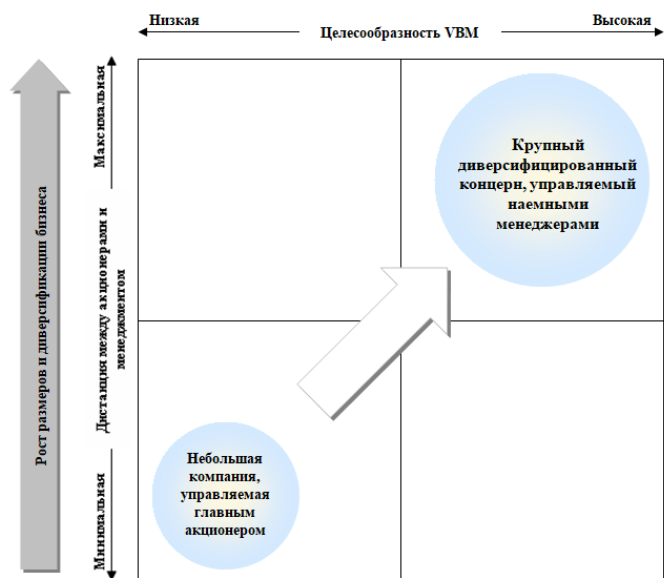 Низкая
Целесообразность VBM
Высокая
Рост размеров и диверсификации бизнеса
Максимальная
Дистанция между акционерами и
менеджментом
Минимальная
Крупный
диверсифицированный
концерн, управляемый
наемными
менеджерами
Небольшая
компания,
управляемая
главным
акционером